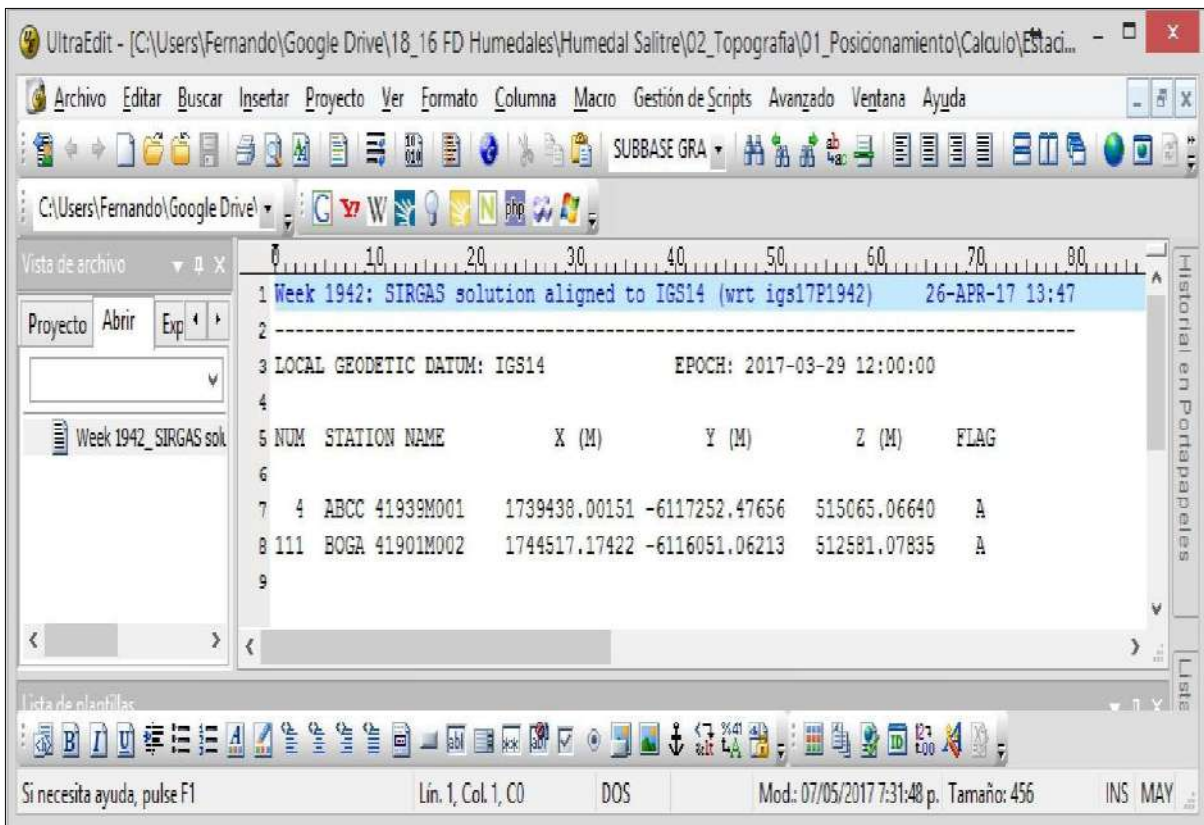 UltraEdit - [C:\Users\Fernando\Google Drive\18_16 FD Humedales\Humedal Salitre\02_Topografia\01_Posicionamiento\Calculo\Estaci...
Archivo Editar Buscar Insertar Proyecto Ver Formato Columna Macro Gestión de Scripts Avanzado Ventana Ayuda
SUBBASE GRA
C:\Users\Fernando\Google Drive\
Vista de archivo
Proyecto Abrir Exp
Week 1942_SIRGAS solu
0 10 20 30 40 50 60 70 80
1 Week 1942: SIRGAS solution aligned to IGS14 (wrt igs17P1942) 26-APR-17 13:47
2 --------------------------------------------------------------------------------
3 LOCAL GEODETIC DATUM: IGS14 EPOCH: 2017-03-29 12:00:00
4
5 NUM STATION NAME X (M) Y (M) Z (M) FLAG
6
7 4 ABCC 41939M001 1739438.00151 -6117252.47656 515065.06640 A
8 111 BOGA 41901M002 1744517.17422 -6116051.06213 512581.07835 A
9
Historial en Portapapeles
Lista
Lista de plantillas
Si necesita ayuda, pulse F1 Lín. 1, Col. 1, C0 DOS Mod.: 07/05/2017 7:31:48 p. Tamaño: 456 INS MAY